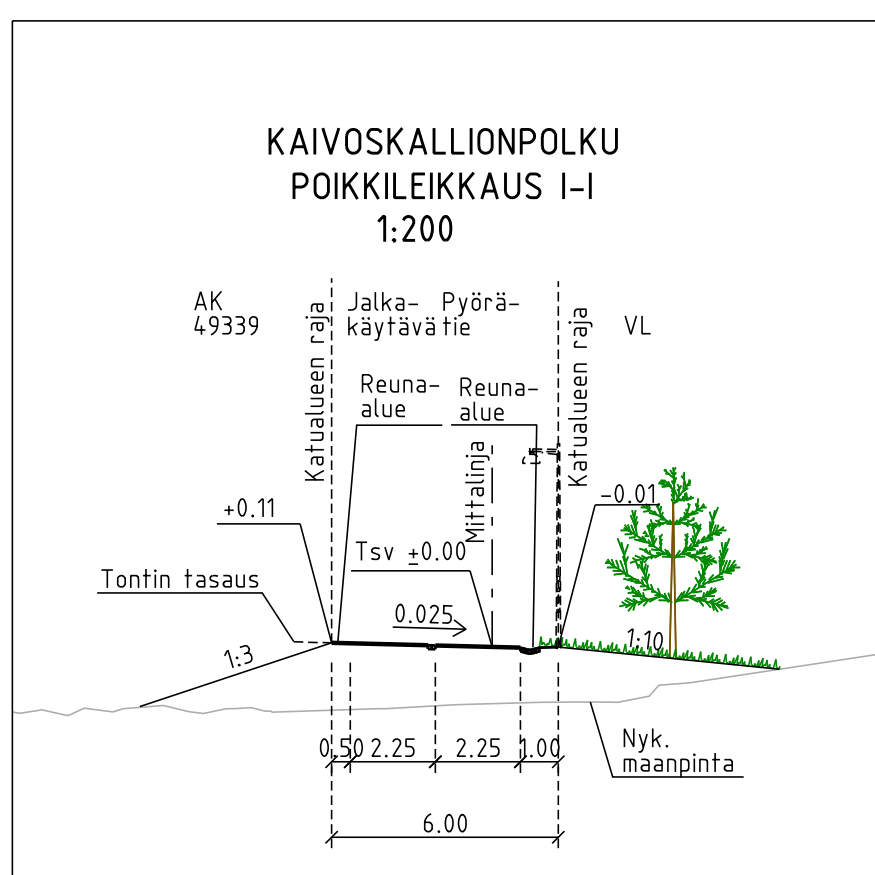 KAIVOSKALLIONPOLKU
POIKKILEIKKAUS I-I
1:200
AK
49339
Katualueen raja
Jalka-
käytävä
Pyörä-
tie
Katualueen raja
VL
Reuna-
alue
Reuna-
alue
Mittalinja
+0.11
-0.01
Tsv ±0.00
Tontin tasaus
0.025
1:3
1:10
0.50
2.25
2.25
1.00
Nyk.
maanpinta
6.00